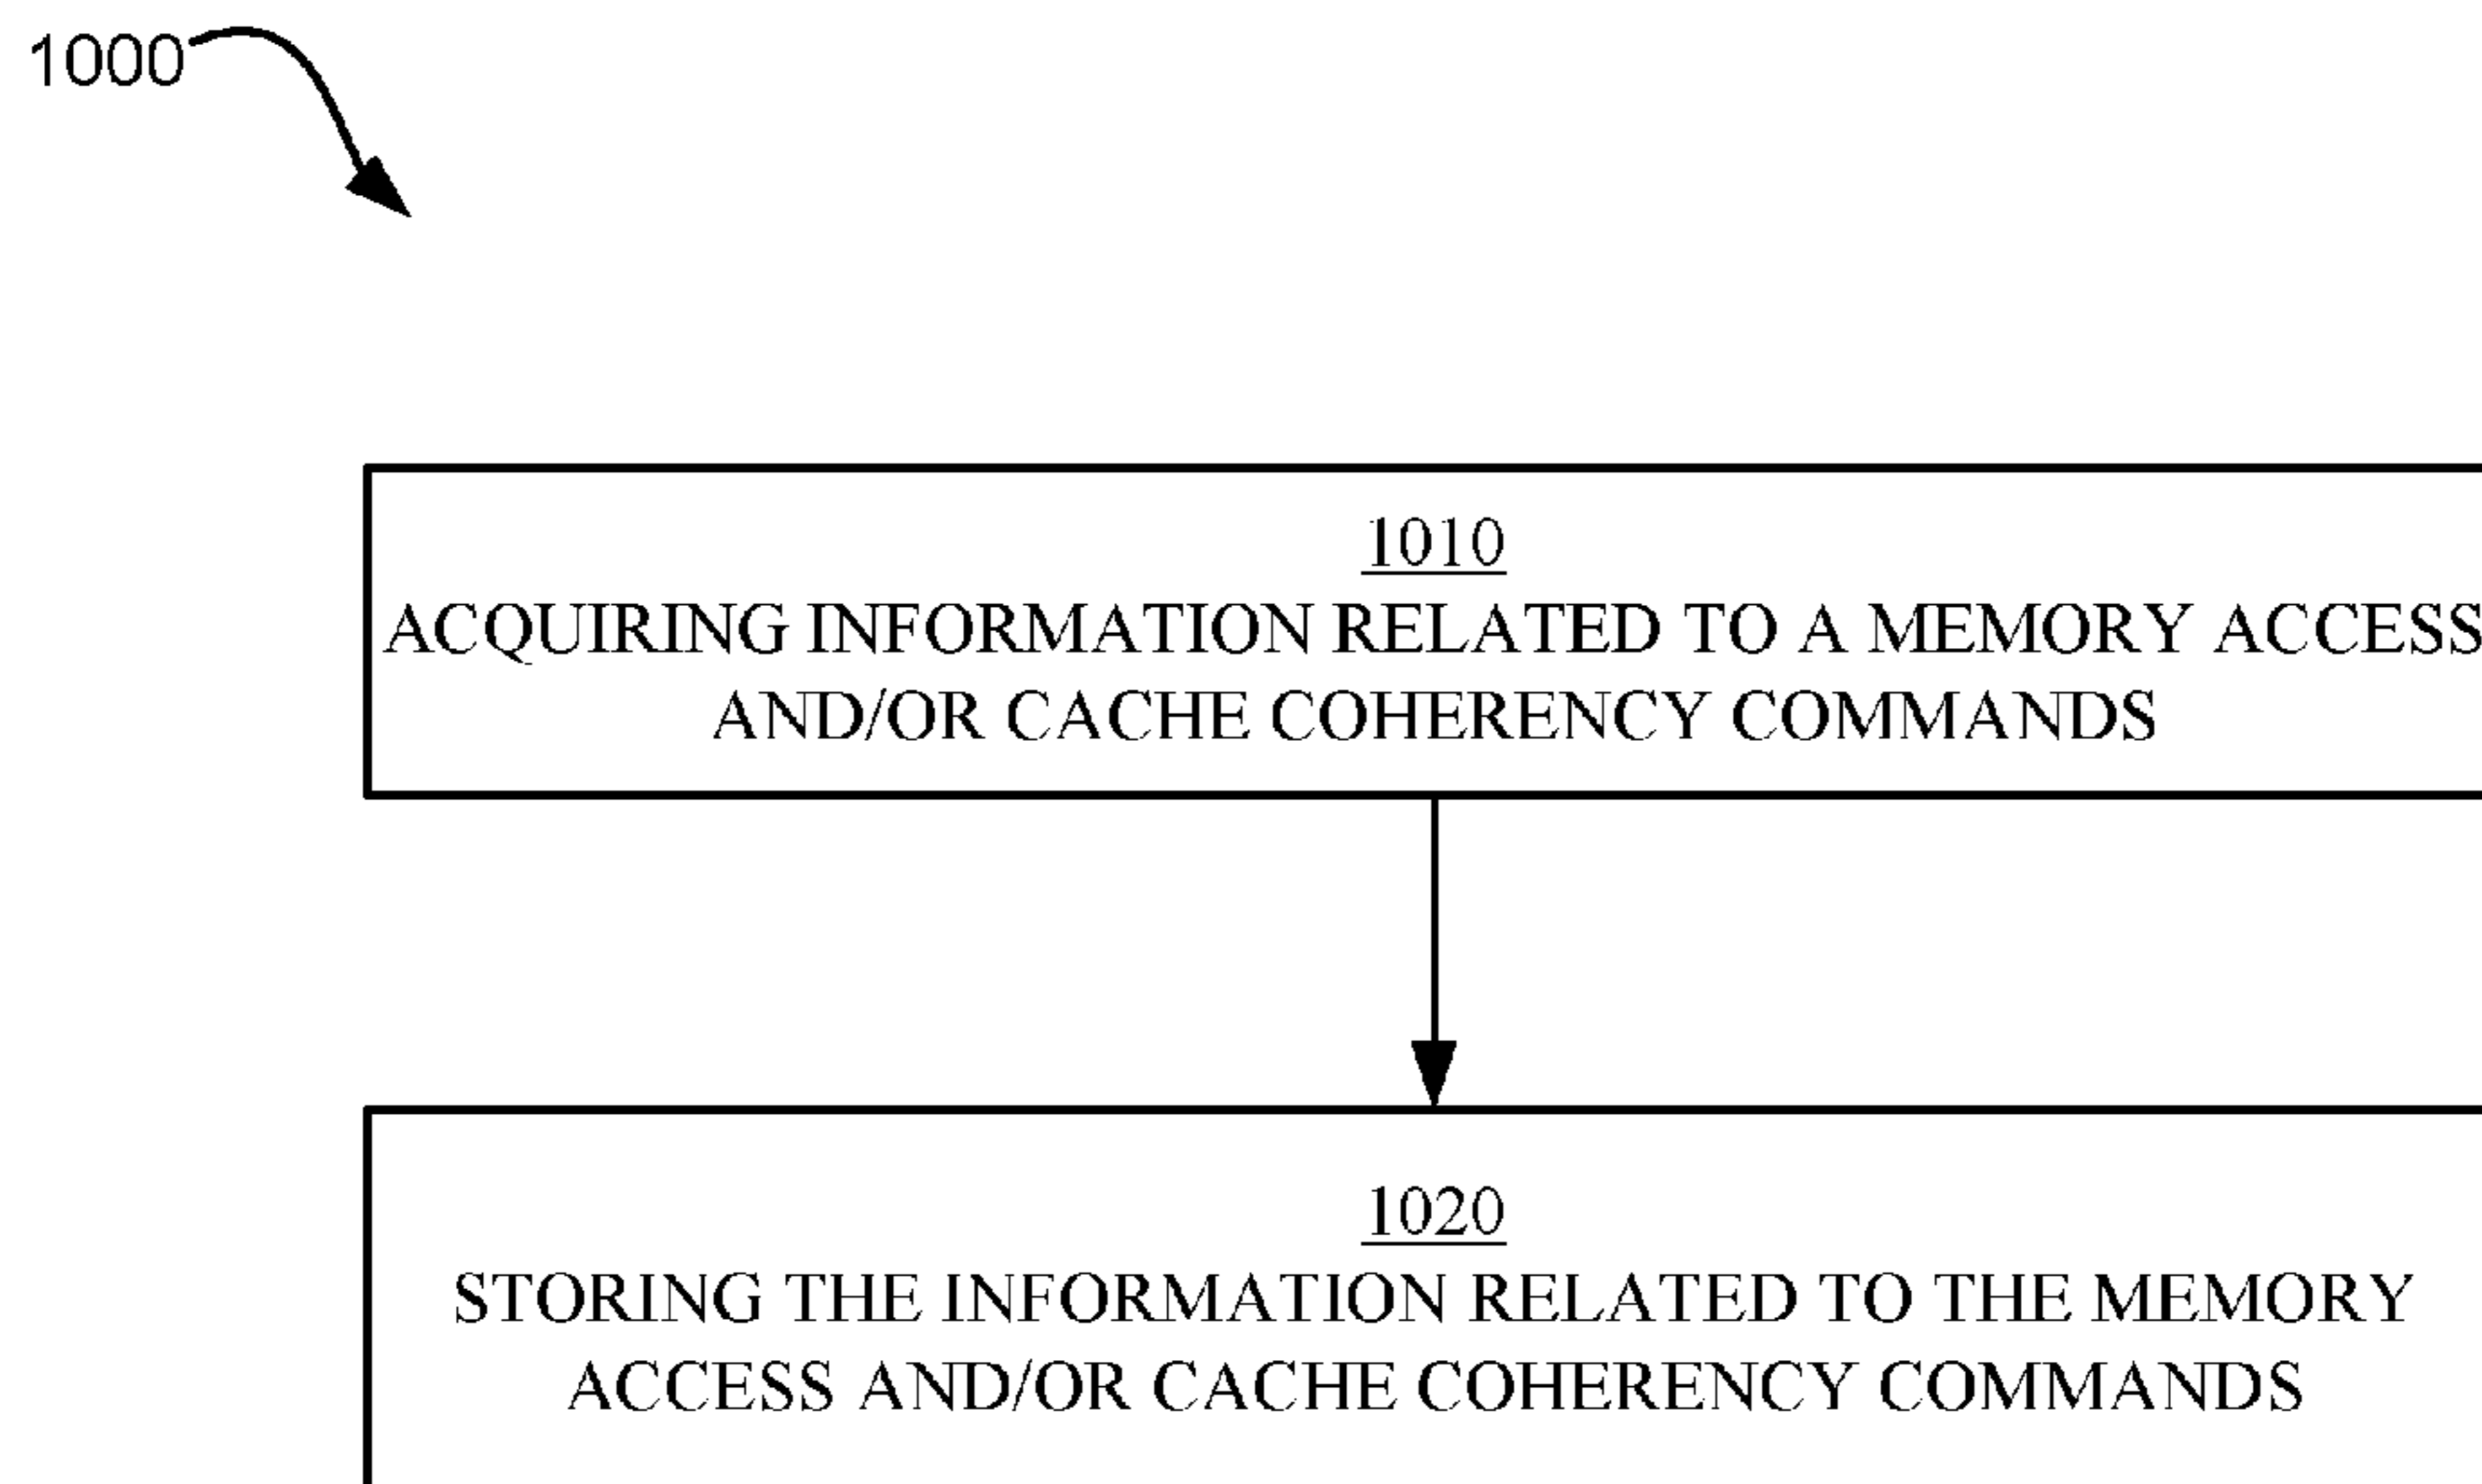 1000
1010
ACQUIRING INFORMATION RELATED TO A MEMORY ACCESS
AND/OR CACHE COHERENCY COMMANDS
1020
STORING THE INFORMATION RELATED TO THE MEMORY
ACCESS AND/OR CACHE COHERENCY COMMANDS